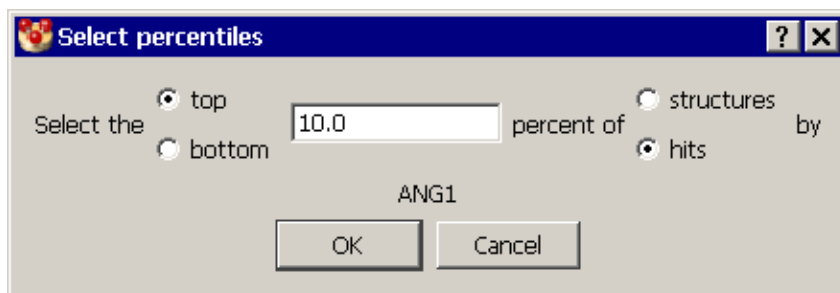 Select percentiles ? X
top structures
Select the 10.0 percent of by
bottom hits
ANG1
OK Cancel